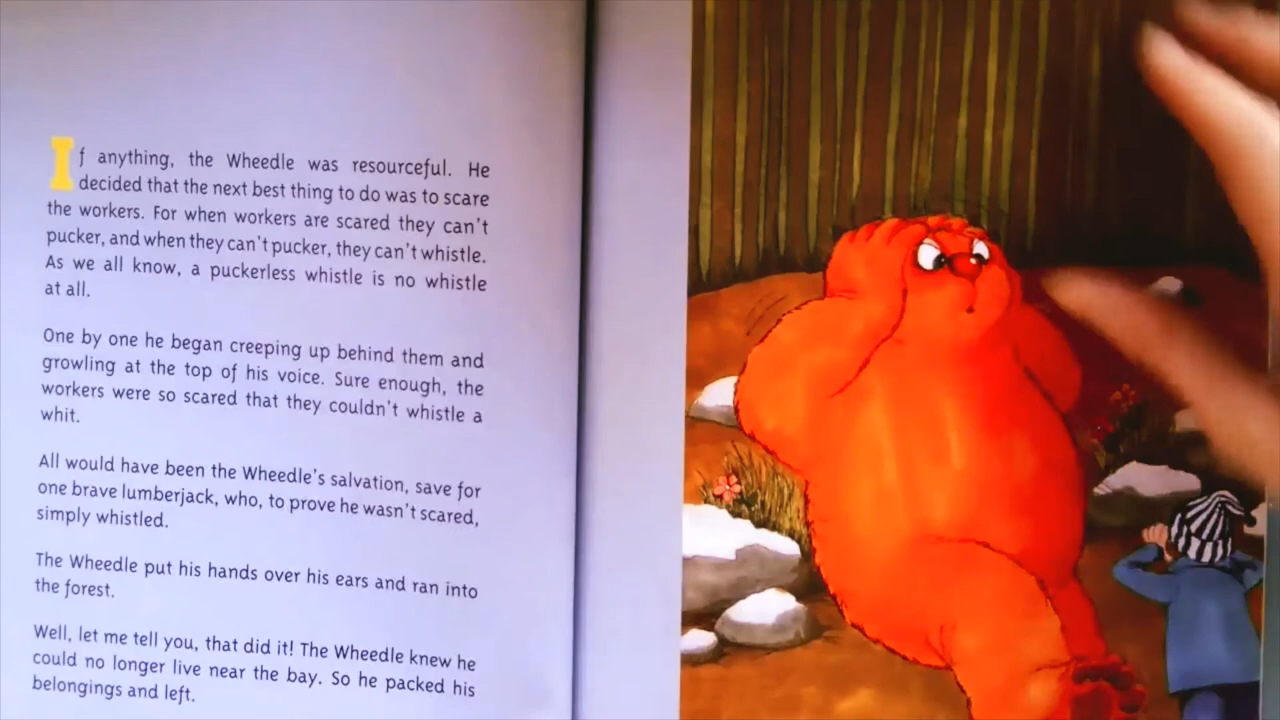 If anything, the Wheedle was resourceful. He
decided that the next best thing to do was to scare
the workers. For when workers are scared they can't
pucker, and when they can't pucker, they can't whistle.
As we all know, a puckerless whistle is no whistle
at all.
One by one he began creeping up behind them and
growling at the top of his voice. Sure enough, the
workers were so scared that they couldn't whistle a
whit.
All would have been the Wheedle's salvation, save for
one brave lumberjack, who, to prove he wasn't scared,
simply whistled.
The Wheedle put his hands over his ears and ran into
the forest.
Well, let me tell you, that did it! The Wheedle knew he
could no longer live near the bay. So he packed his
belongings and left.